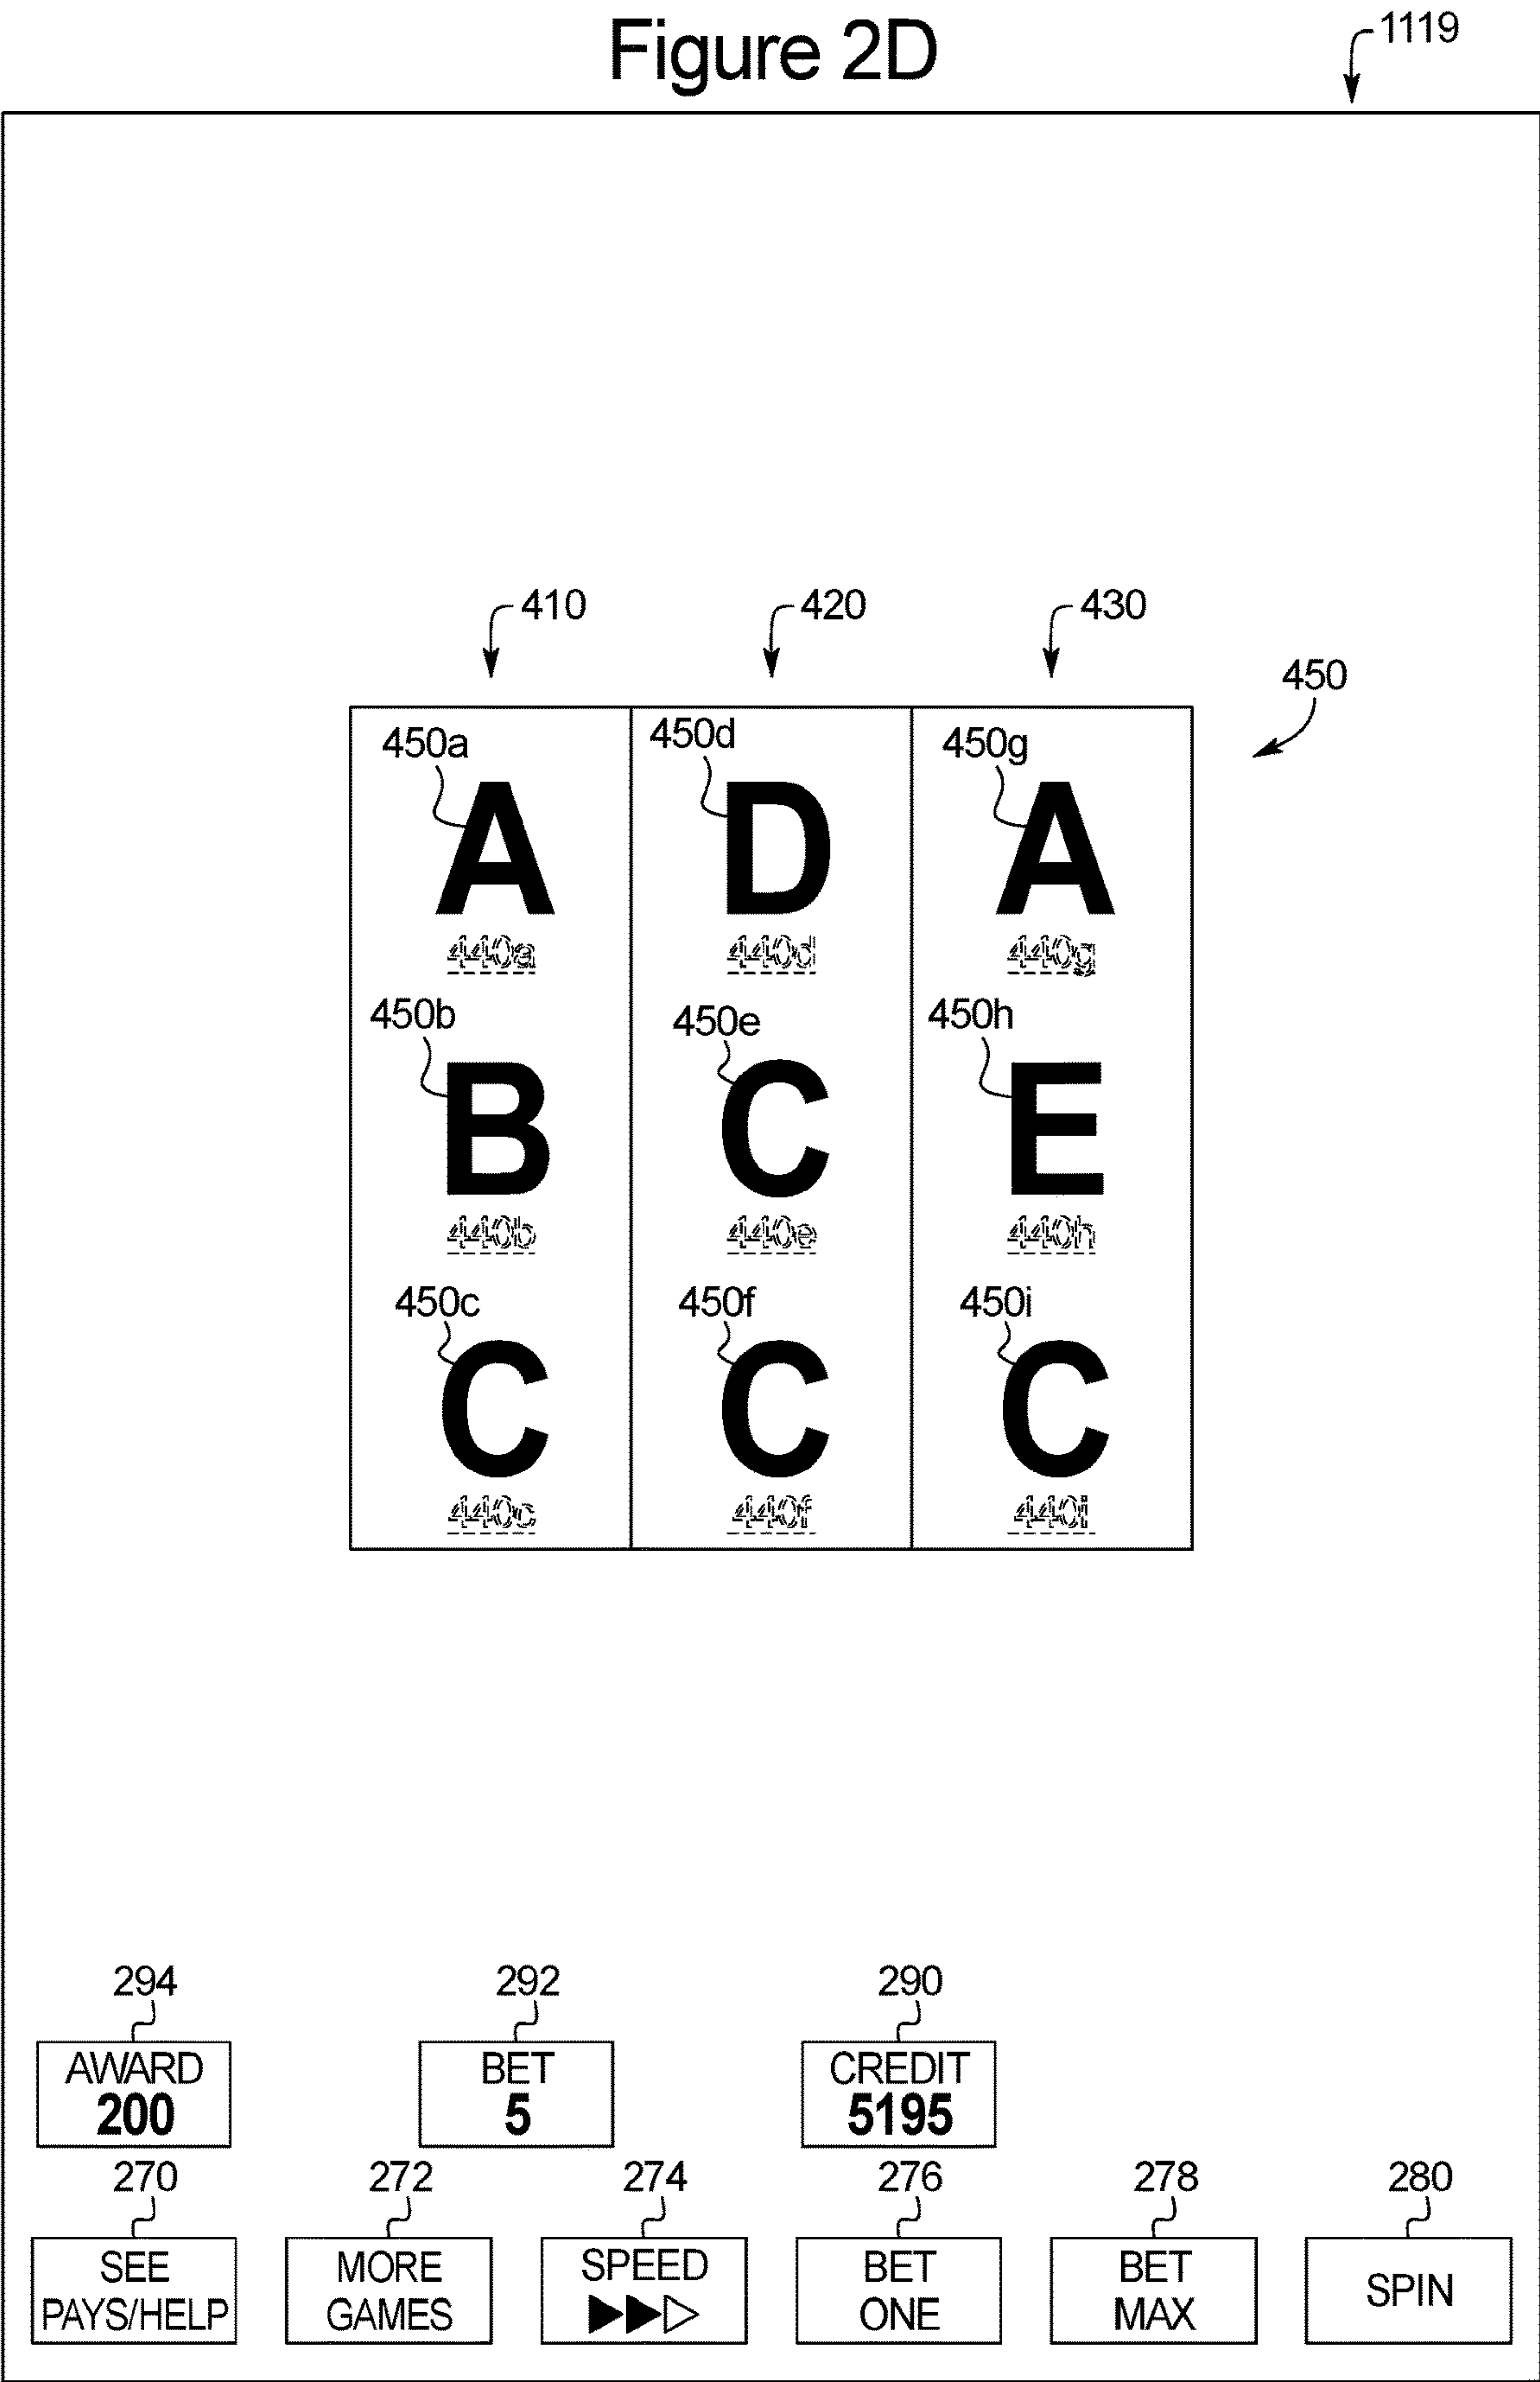 Figure 2D
1119
410 420 430
450
450a 450d 450g
A D A
440a 440d 440g
450b 450e 450h
B C E
440b 440e 440h
450c 450f 450i
C C C
440c 440f 440i
294 292 290
AWARD BET CREDIT
200 5 5195
270 272 274 276 278 280
SEE MORE SPEED BET BET SPIN
PAYS/HELP GAMES ONE MAX